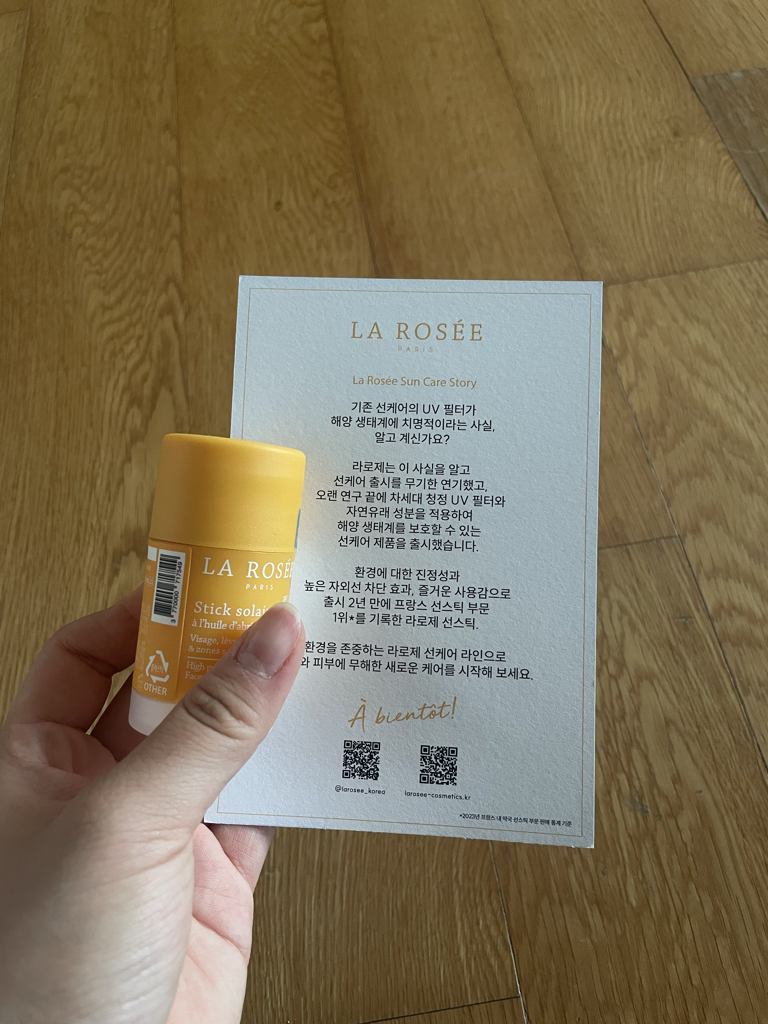 LA ROSÉE
PARIS
La Rosée Sun Care Story
기존 선케어의 UV 필터가
해양 생태계에 치명적이라는 사실,
알고 계신가요?
라로제는 이 사실을 알고
선케어 출시를 무기한 연기했고,
오랜 연구 끝에 차세대 청정 UV 필터와
자연유래 성분을 적용하여
해양 생태계를 보호할 수 있는
선케어 제품을 출시했습니다.
환경에 대한 진정성과
높은 자외선 차단 효과, 즐거운 사용감으로
출시 2년 만에 프랑스 선스틱 부문
1위*를 기록한 라로제 선스틱.
환경을 존중하는 라로제 선케어 라인으로
와 피부에 무해한 새로운 케어를 시작해 보세요.
À bientôt!
@larosee_korea
larosee-cosmetics.kr
*2023년 프랑스 내 약국 선스틱 부문 판매 통계 기준
LA ROSÉE
PARIS
Stick solai
à l'huile d'ab
Visage, lèv
& zones
High p
Face
OTHER